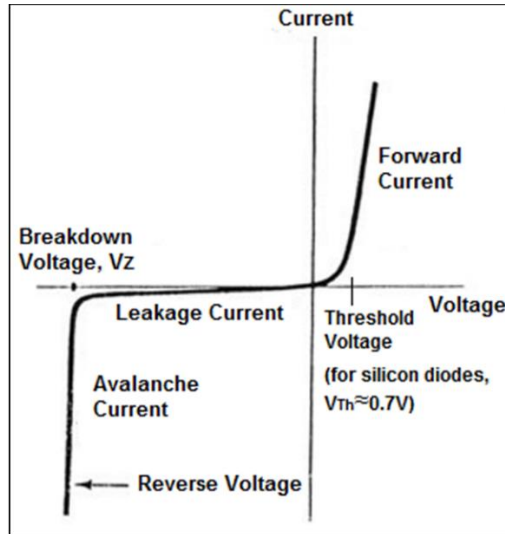 Current
Forward
Current
Breakdown
Voltage, Vz
Leakage Current
Voltage
Threshold
Voltage
(for silicon diodes,
VTh≈0.7V)
Avalanche
Current
Reverse Voltage